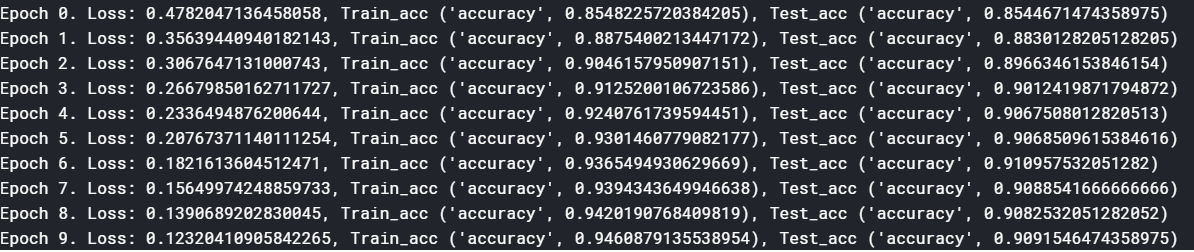 Epoch 0. Loss: 0.4782047136458058, Train_acc ('accuracy', 0.8548225720384205), Test_acc ('accuracy', 0.8544671474358975)
Epoch 1. Loss: 0.35639440940182143, Train_acc ('accuracy', 0.8875400213447172), Test_acc ('accuracy', 0.8830128205128205)
Epoch 2. Loss: 0.3067647131000743, Train_acc ('accuracy', 0.9046157950907151), Test_acc ('accuracy', 0.8966346153846154)
Epoch 3. Loss: 0.26679850162711727, Train_acc ('accuracy', 0.9125200106723586), Test_acc ('accuracy', 0.9012419871794872)
Epoch 4. Loss: 0.2336494876200644, Train_acc ('accuracy', 0.9240761739594451), Test_acc ('accuracy', 0.9067508012820513)
Epoch 5. Loss: 0.20767371140111254, Train_acc ('accuracy', 0.9301460779082177), Test_acc ('accuracy', 0.9068509615384616)
Epoch 6. Loss: 0.1821613604512471, Train_acc ('accuracy', 0.9365494930629669), Test_acc ('accuracy', 0.910957532051282)
Epoch 7. Loss: 0.15649974248859733, Train_acc ('accuracy', 0.9394343649946638), Test_acc ('accuracy', 0.9088541666666666)
Epoch 8. Loss: 0.1390689202830045, Train_acc ('accuracy', 0.9420190768409819), Test_acc ('accuracy', 0.9082532051282052)
Epoch 9. Loss: 0.12320410905842265, Train_acc ('accuracy', 0.9460879135538954), Test_acc ('accuracy', 0.9091546474358975)